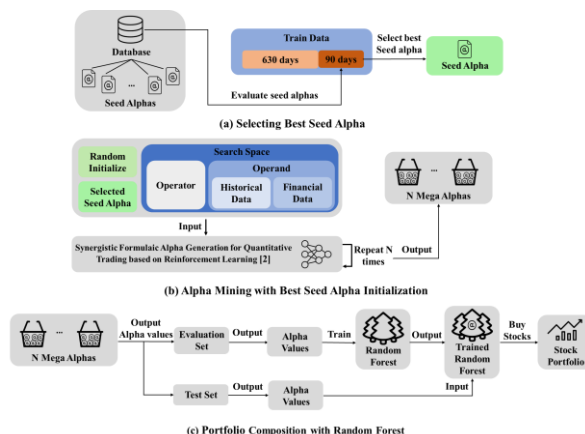 Database
Seed Alphas
Train Data
630 days
90 days
Evaluate seed alphas
Select best
Seed alpha
Seed Alpha
(a) Selecting Best Seed Alpha
Random
Initialize
Selected
Seed Alpha
Search Space
Operator
Operand
Historical
Data
Financial
Data
Input
Synergistic Formulaic Alpha Generation for Quantitative
Trading based on Reinforcement Learning [2]
Repeat N
times
Output
N Mega Alphas
(b) Alpha Mining with Best Seed Alpha Initialization
N Mega Alphas
Output
Alpha values
Evaluation
Set
Output
Alpha
Values
Train
Random
Forest
Output
Trained
Random
Forest
Buy
Stocks
Stock
Portfolio
Test Set
Output
Alpha
Values
Input
(c) Portfolio Composition with Random Forest